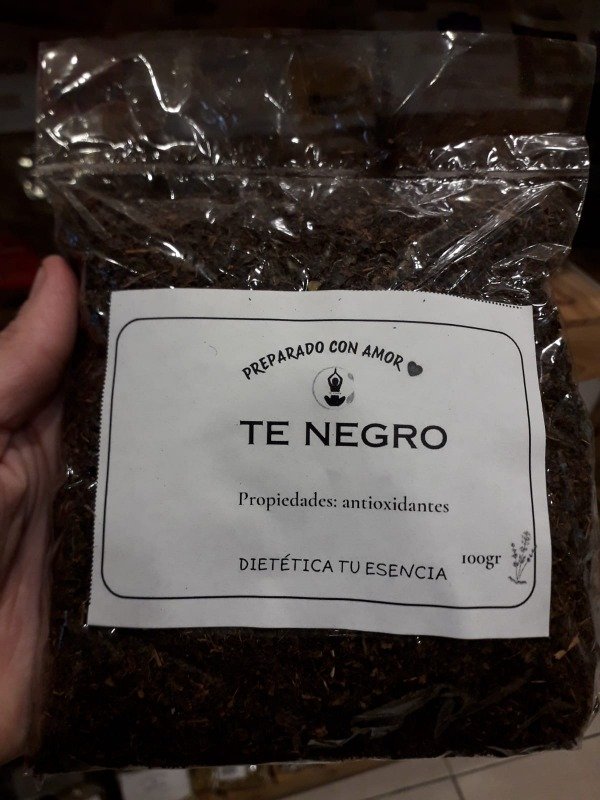 PREPARADO CON AMOR
TE NEGRO
Propiedades: antioxidantes
100gr
DIETÉTICA TU ESENCIA